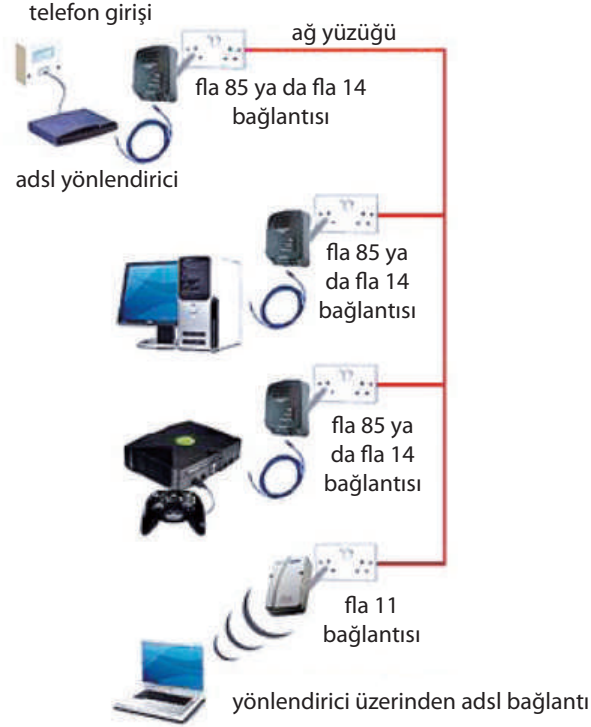 telefon girişi
ağ yüzüğü
fla 85 ya da fla 14
bağlantısı
adsl yönlendirici
fla 85 ya
da fla 14
bağlantısı
fla 85 ya
da fla 14
bağlantısı
fla 11
bağlantısı
yönlendirici üzerinden adsl bağlantı